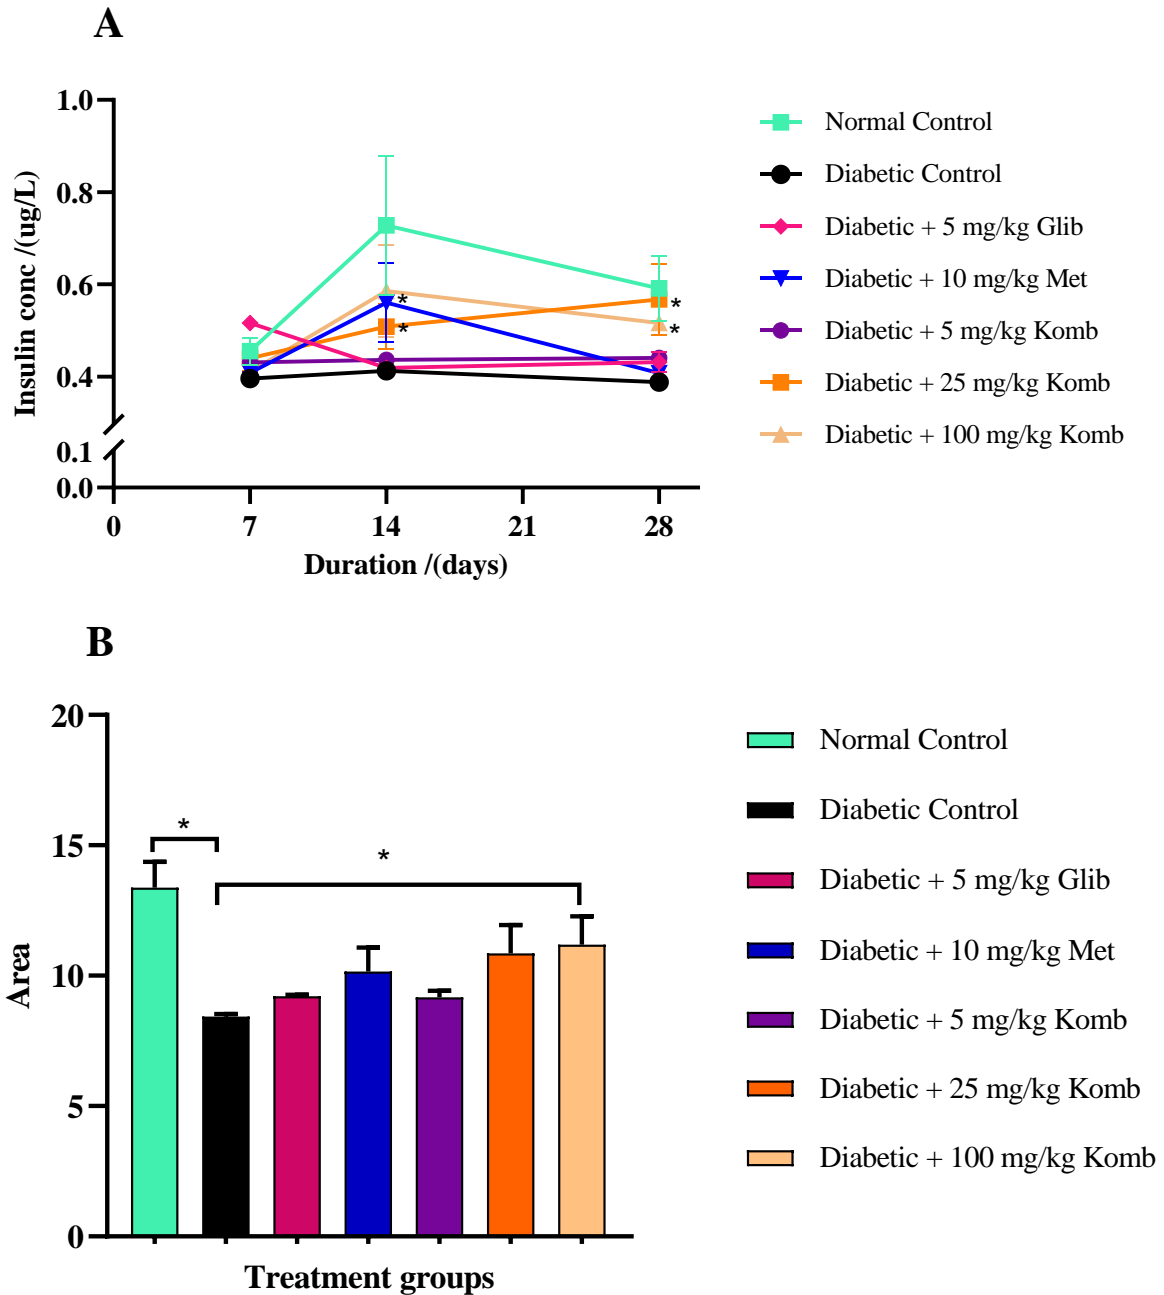 A
1.0
0.8
0.6
0.4
0.1
0.0
Insulin conc /(ug/L)
*
*
*
*
0
7
14
21
28
Duration /(days)
Normal Control
Diabetic Control
Diabetic + 5 mg/kg Glib
Diabetic + 10 mg/kg Met
Diabetic + 5 mg/kg Komb
Diabetic + 25 mg/kg Komb
Diabetic + 100 mg/kg Komb
B
20
15
10
5
0
Area
*
*
Treatment groups
Normal Control
Diabetic Control
Diabetic + 5 mg/kg Glib
Diabetic + 10 mg/kg Met
Diabetic + 5 mg/kg Komb
Diabetic + 25 mg/kg Komb
Diabetic + 100 mg/kg Komb